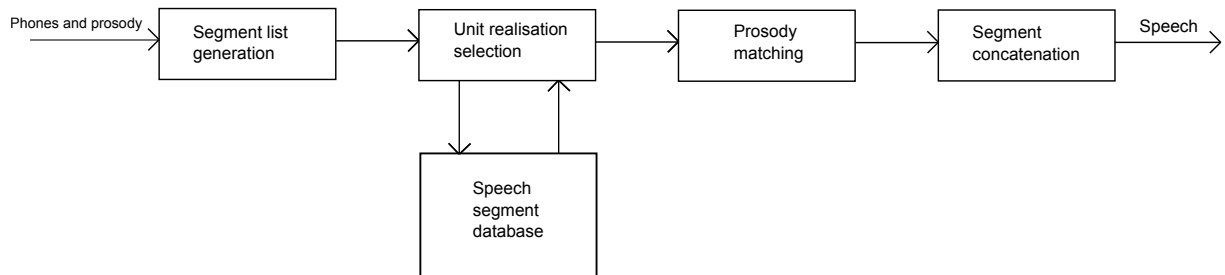 Phones and prosody
Segment list
generation
Unit realisation
selection
Prosody
matching
Segment
concatenation
Speech
Speech
segment
database